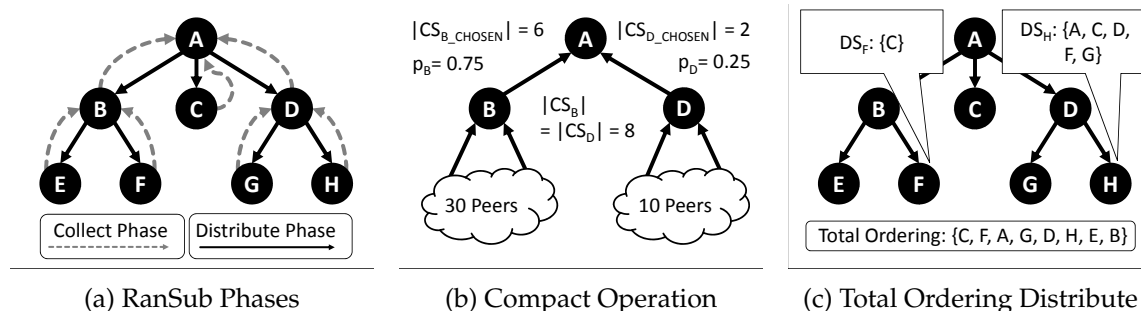 A
B
C
D
E
F
G
H
Collect Phase
Distribute Phase
(a) RanSub Phases
|CS_B_CHOSEN| = 6
p_B= 0.75
A
|CS_D_CHOSEN| = 2
p_D= 0.25
B
|CS_B|
= |CS_D| = 8
D
30 Peers
10 Peers
(b) Compact Operation
DS_F: {C}
A
DS_H: {A, C, D,
F, G}
B
C
D
E
F
G
H
Total Ordering: {C, F, A, G, D, H, E, B}
(c) Total Ordering Distribute